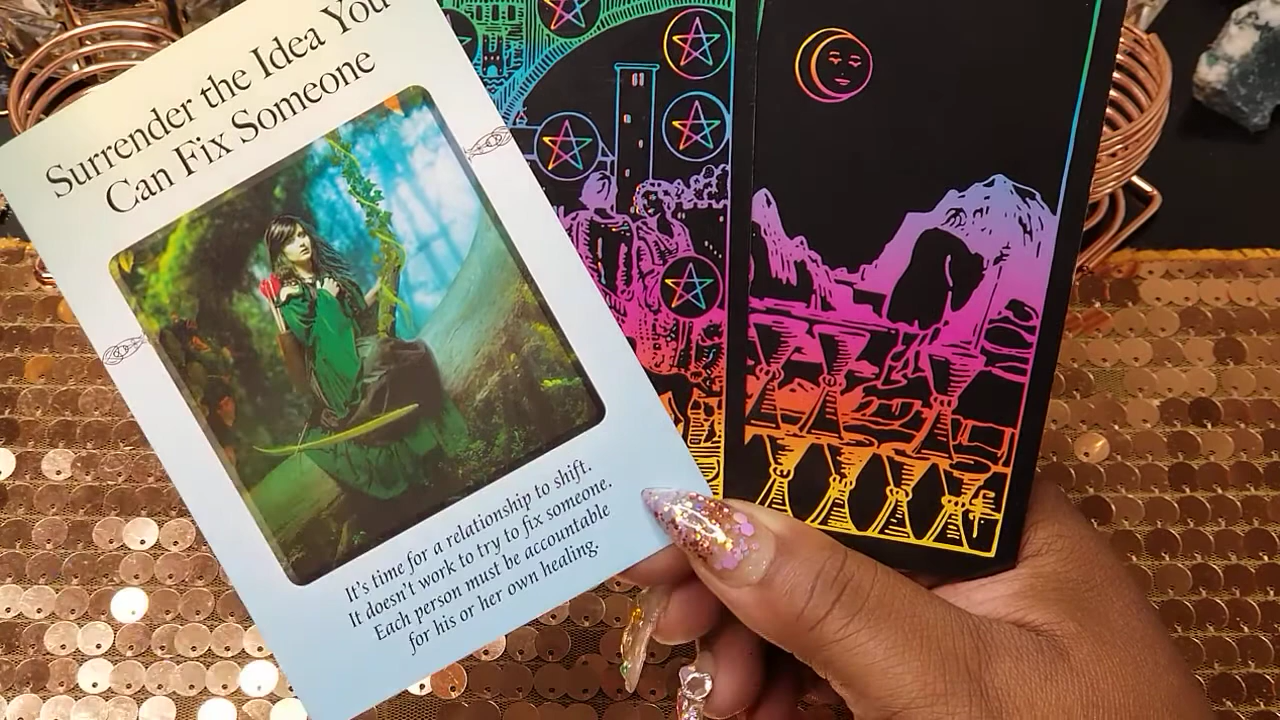 Surrender the Idea You
Can Fix Someone
It's time for a relationship to shift.
It doesn't work to try to fix someone.
Each person must be accountable
for his or her own healing.